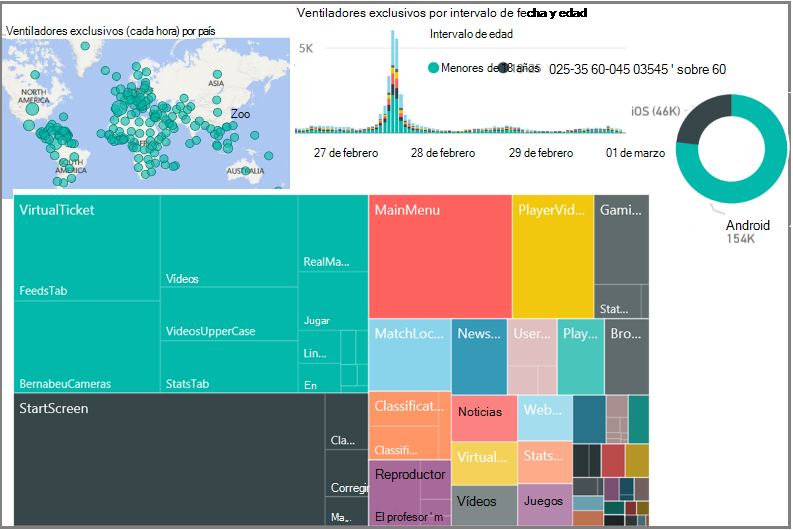 Ventiladores exclusivos por intervalo de fecha y edad
Ventiladores exclusivos (cada hora) por país
Intervalo de edad
5K
Menores de 18 años
025-35 60-045 03545 ' sobre 60
NORTH
AMERICA
ASIA
Zoo
SOUTH
AMERICA
AUSTRALIA
27 de febrero
28 de febrero
29 de febrero
01 de marzo
iOS (46K)
Android
154K
VirtualTicket
FeedsTab
BernabeuCameras
Vídeos
VideosUpperCase
StatsTab
RealMa...
Jugar
Lin...
En
StartScreen
Cla...
Corregir
Ma...
MainMenu
PlayerVid...
Gami...
Stat...
MatchLoc...
News...
User...
Play...
Bro...
Classificat...
Classifi...
Noticias
Web...
Virtual...
Stats...
Reproductor
El profesor ' m
Vídeos
Juegos